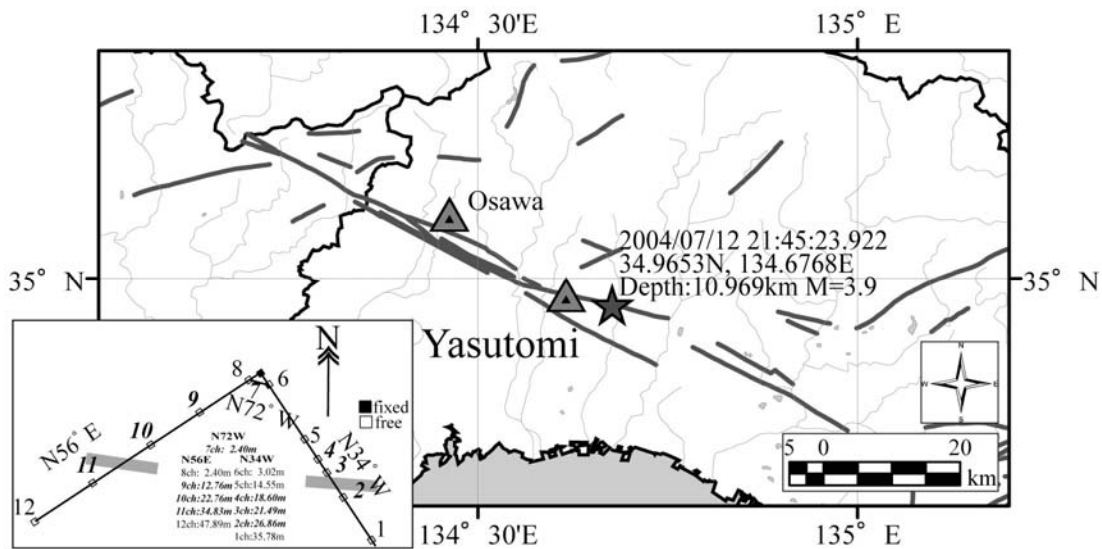 134° 30'E
135° E
Osawa
2004/07/12 21:45:23.922
34.9653N, 134.6768E
Depth:10.969km M=3.9
35° N
35° N
Yasutomi
N
8
7
6
N72° W
9
fixed
free
10
N56° E
11
12
5
4
3
N34° W
2
1
N72W
7ch: 2.40m
N56E N34W
8ch: 2.40m 6ch: 3.02m
9ch:12.76m 5ch:14.55m
10ch:22.76m 4ch:18.60m
11ch:34.83m 3ch:21.49m
12ch:47.89m 2ch:26.86m
1ch:35.78m
N
W E
S
5 0 20
km.
134° 30'E
135° E